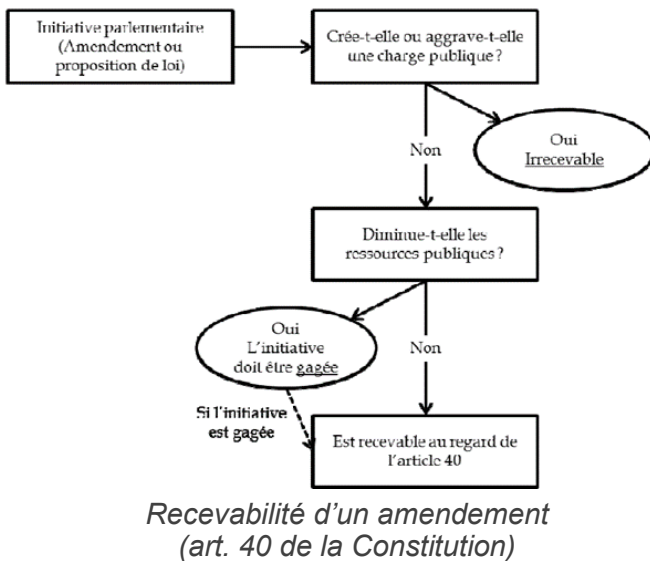 Initiative parlementaire
(Amendement ou
proposition de loi)
Crée-t-elle ou aggrave-t-elle
une charge publique ?
Non
Oui
Irrecevable
Diminue-t-elle les
ressources publiques ?
Oui
L'initiative
doit être gagée
Non
Si l'initiative
est gagée
Est recevable au regard de
l'article 40
Recevabilité d'un amendement
(art. 40 de la Constitution)